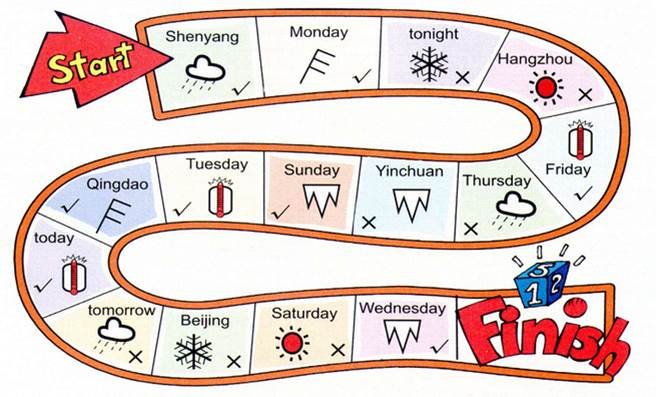 Start
Shenyang
Monday
tonight
Hangzhou
Friday
Thursday
Yinchuan
Sunday
Tuesday
Qingdao
today
tomorrow
Beijing
Saturday
Wednesday
5
1 2
Finish